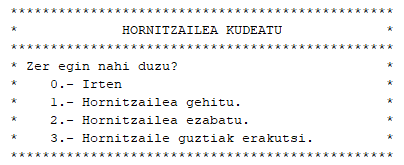 *************************************************
*             HORNITZAILEA KUDEATU              *
*************************************************
* Zer egin nahi duzu?                           *
*    0.- Irten                                  *
*    1.- Hornitzailea gehitu.                   *
*    2.- Hornitzailea ezabatu.                  *
*    3.- Hornitzaile guztiak erakutsi.          *
*************************************************